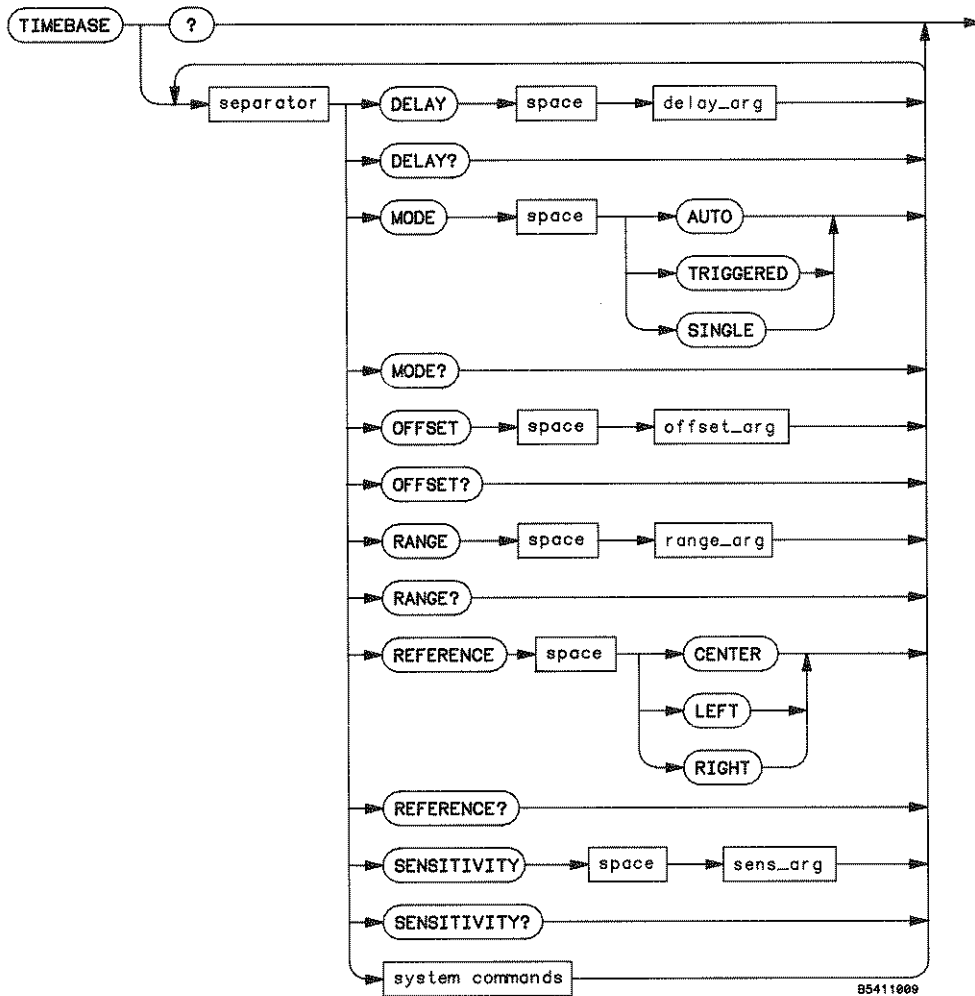 TIMEBASE ?
separator DELAY space delay_arg
DELAY?
MODE space AUTO
TRIGGERED
SINGLE
MODE?
OFFSET space offset_arg
OFFSET?
RANGE space range_arg
RANGE?
REFERENCE space CENTER
LEFT
RIGHT
REFERENCE?
SENSITIVITY space sens_arg
SENSITIVITY?
system commands
85411009